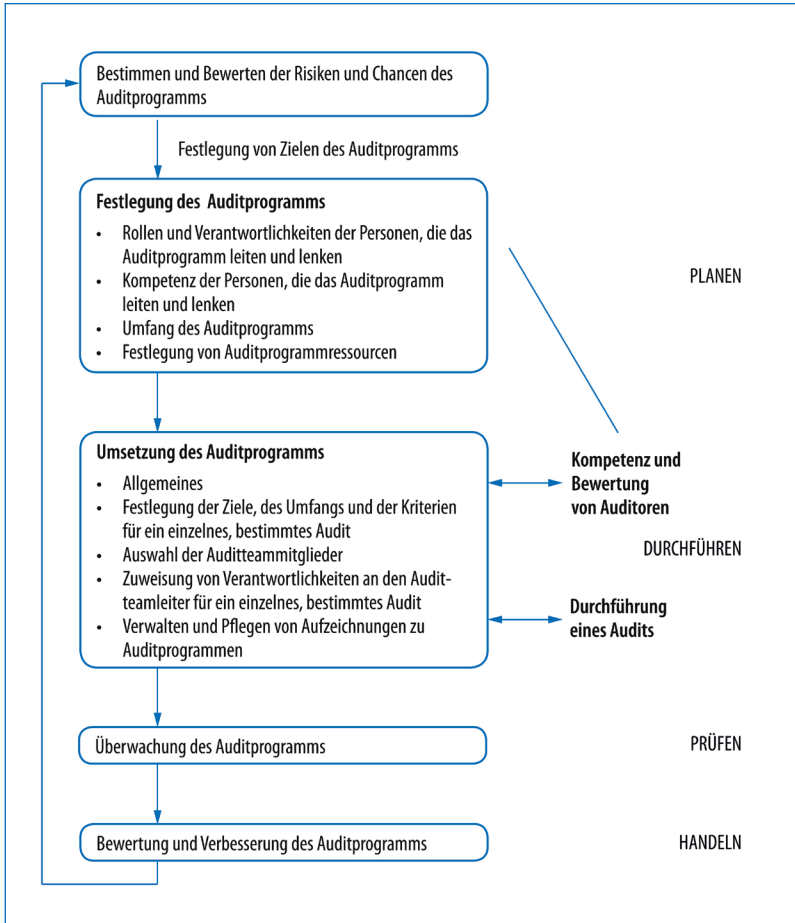 Bestimmen und Bewerten der Risiken und Chancen des
Auditprogramms
Festlegung von Zielen des Auditprogramms
Festlegung des Auditprogramms
• Rollen und Verantwortlichkeiten der Personen, die das
Auditprogramm leiten und lenken
• Kompetenz der Personen, die das Auditprogramm
leiten und lenken
• Umfang des Auditprogramms
• Festlegung von Auditprogrammressourcen
PLANEN
Umsetzung des Auditprogramms
• Allgemeines
• Festlegung der Ziele, des Umfangs und der Kriterien
für ein einzelnes, bestimmtes Audit
• Auswahl der Auditteammitglieder
• Zuweisung von Verantwortlichkeiten an den Audit-
teamleiter für ein einzelnes, bestimmtes Audit
• Verwalten und Pflegen von Aufzeichnungen zu
Auditprogrammen
Kompetenz und
Bewertung
von Auditoren
DURCHFÜHREN
Durchführung
eines Audits
Überwachung des Auditprogramms
PRÜFEN
Bewertung und Verbesserung des Auditprogramms
HANDELN